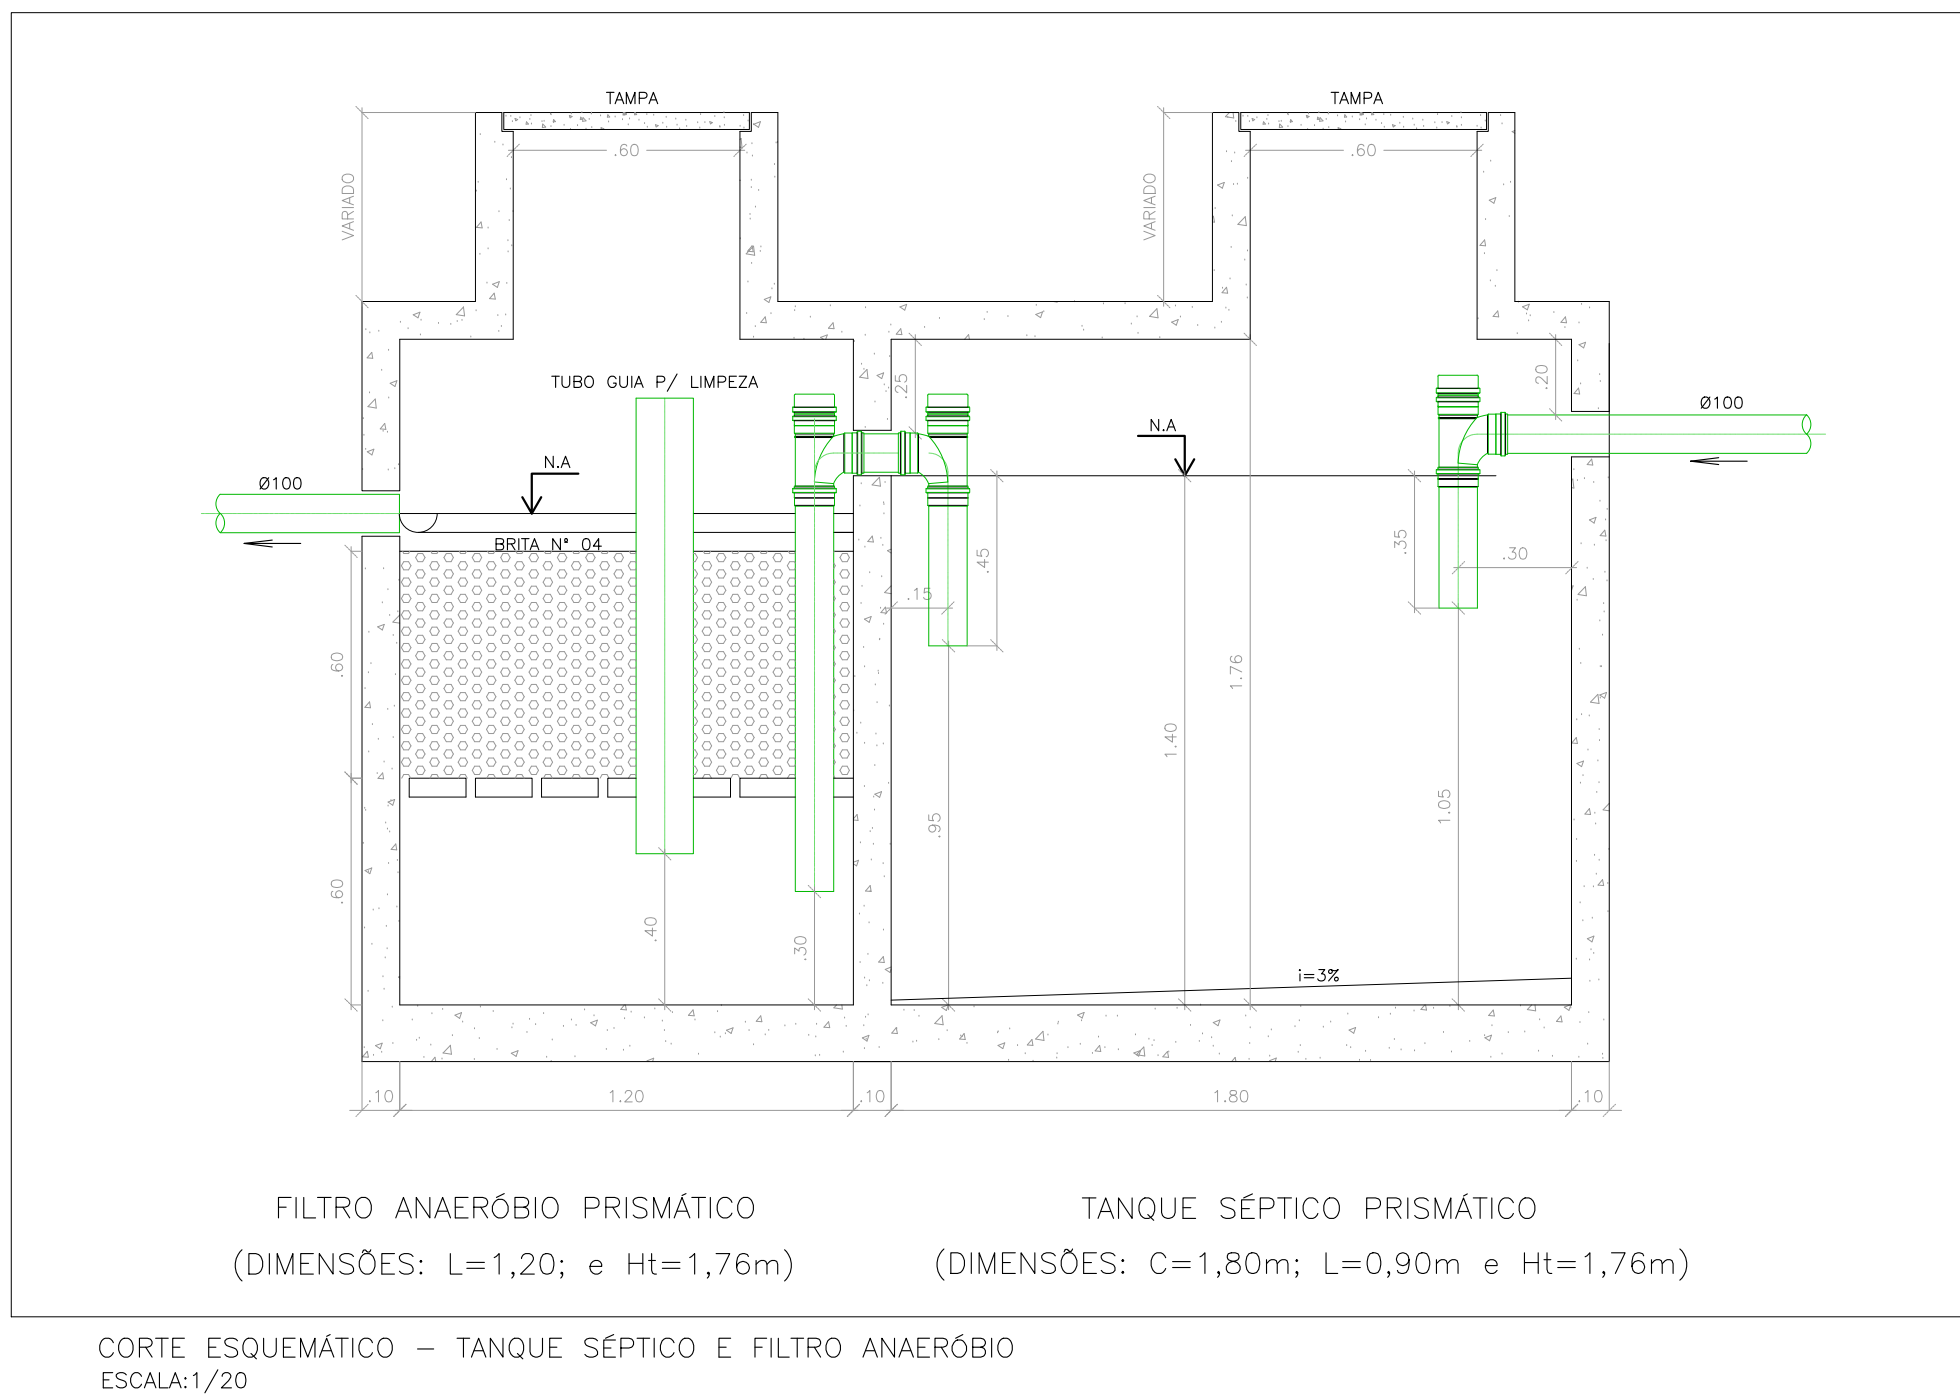 TAMPA
TAMPA
.60
.60
VARIADO
VARIADO
TUBO GUIA P/ LIMPEZA
.25
.20
Ø100
N.A
N.A
Ø100
BRITA N° 04
.45
.35
.30
.15
.60
1.76
1.40
1.05
.95
.60
.40
.30
i=3%
.10
1.20
.10
1.80
.10
FILTRO ANAERÓBIO PRISMÁTICO
(DIMENSÕES: L=1,20; e Ht=1,76m)
TANQUE SÉPTICO PRISMÁTICO
(DIMENSÕES: C=1,80m; L=0,90m e Ht=1,76m)
CORTE ESQUEMÁTICO – TANQUE SÉPTICO E FILTRO ANAERÓBIO
ESCALA:1/20